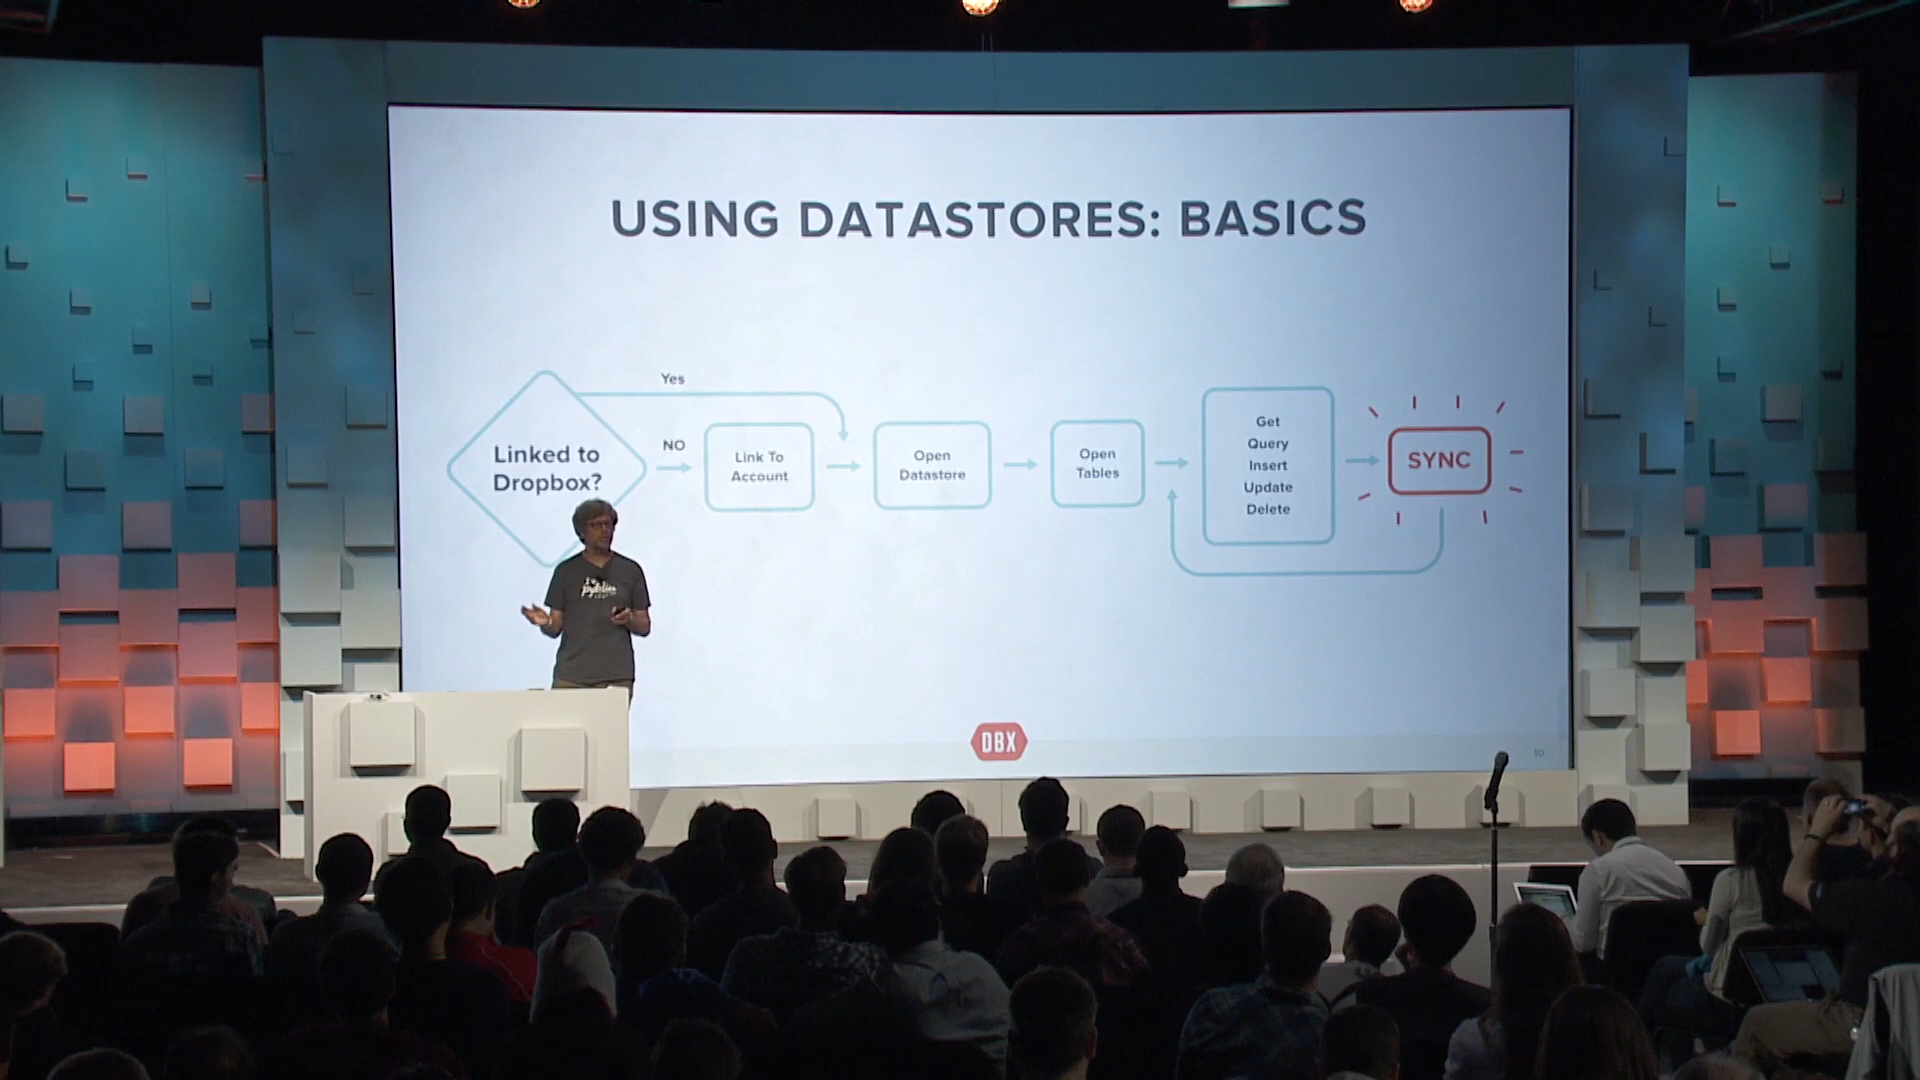 USING DATASTORES: BASICS
Yes
NO
Linked to
Dropbox?
Link To
Account
Open
Datastore
Open
Tables
Get
Query
Insert
Update
Delete
SYNC
DBX
10